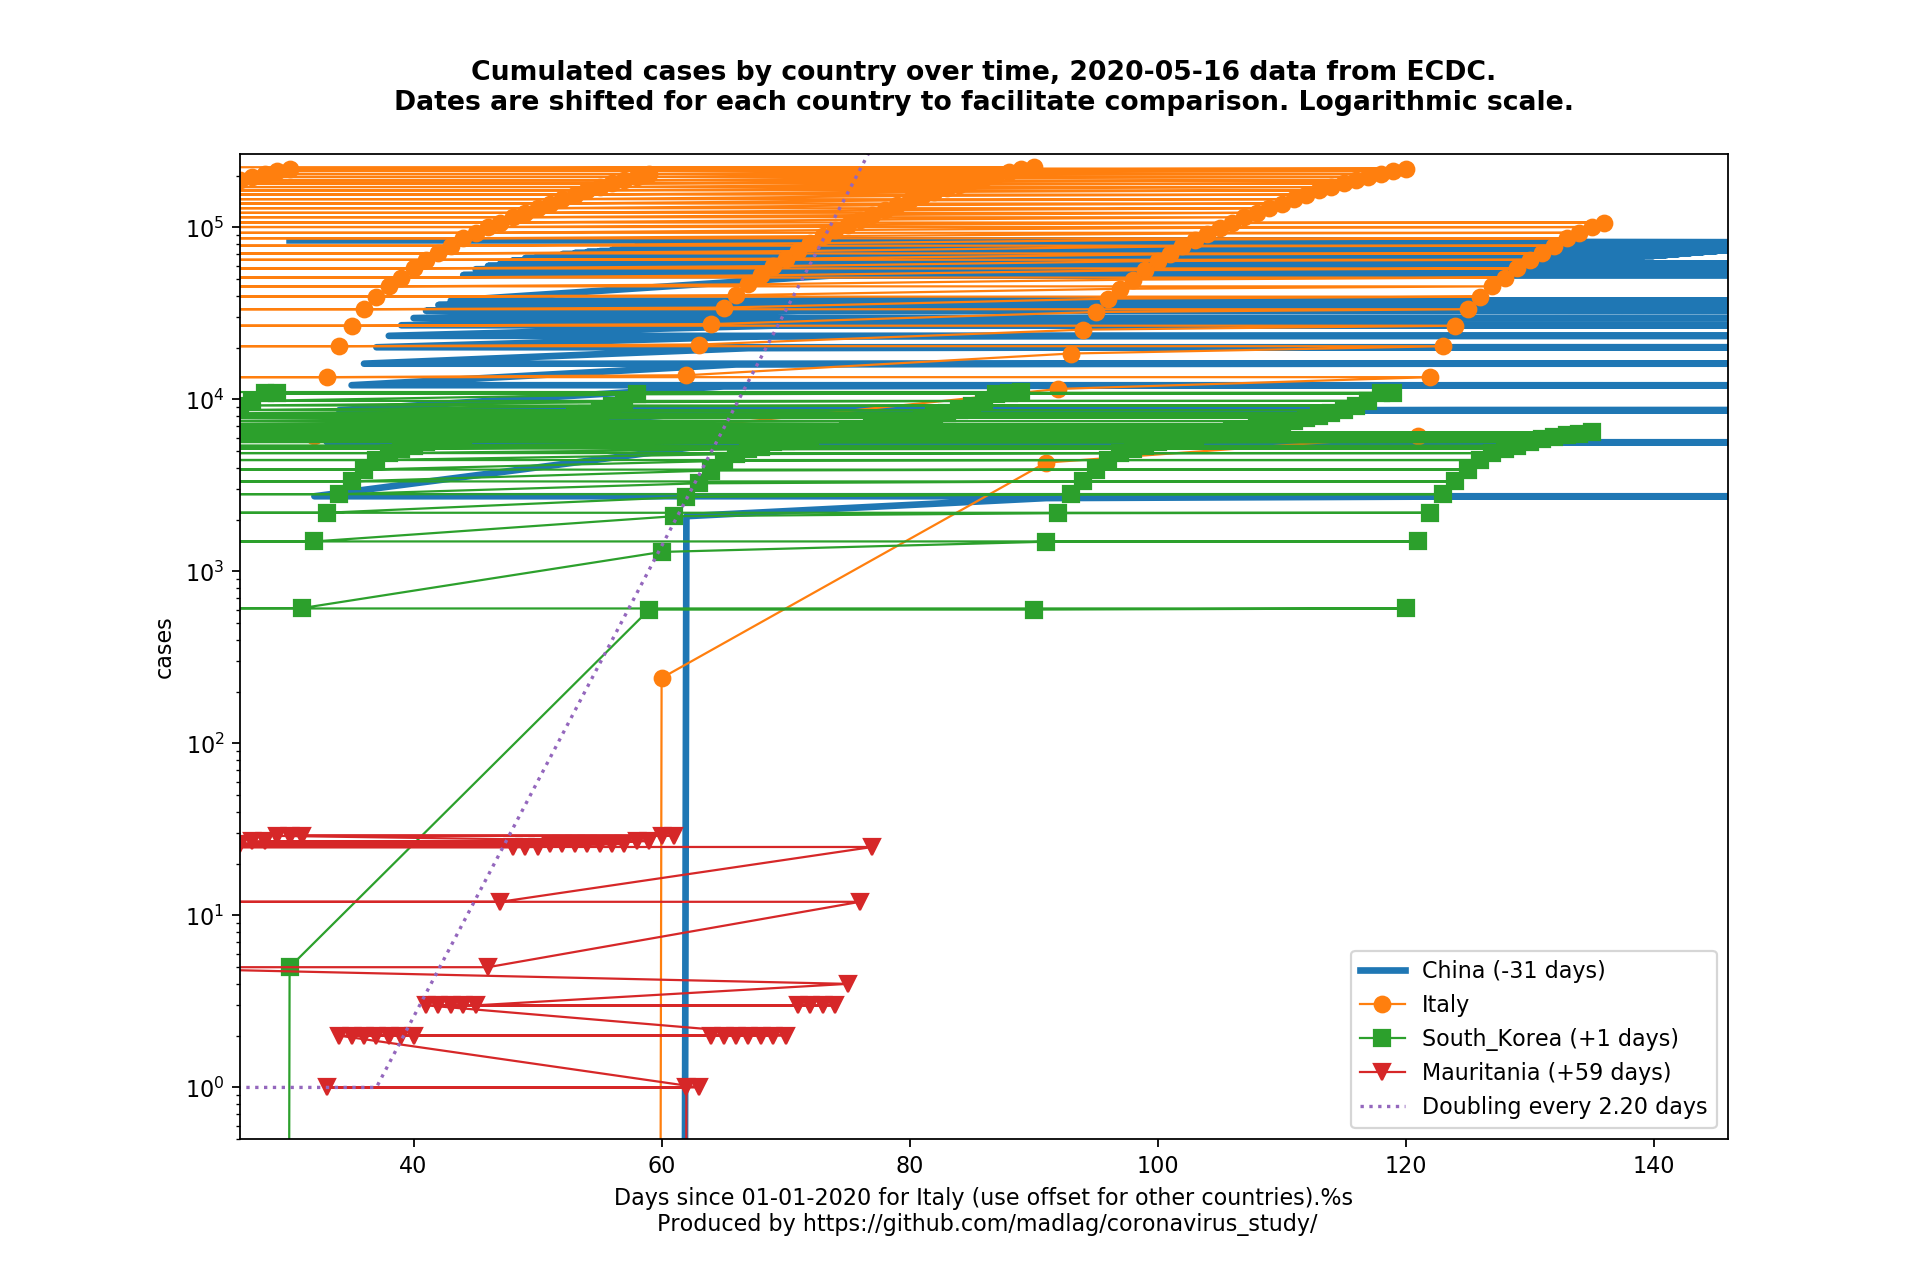 Cumulated cases by country over time, 2020-05-16 data from ECDC.
Dates are shifted for each country to facilitate comparison. Logarithmic scale.
10^5
10^4
10^3
10^2
10^1
10^0
cases
China (-31 days)
Italy
South_Korea (+1 days)
Mauritania (+59 days)
Doubling every 2.20 days
40 60 80 100 120 140
Days since 01-01-2020 for Italy (use offset for other countries).%s
Produced by https://github.com/madlag/coronavirus_study/